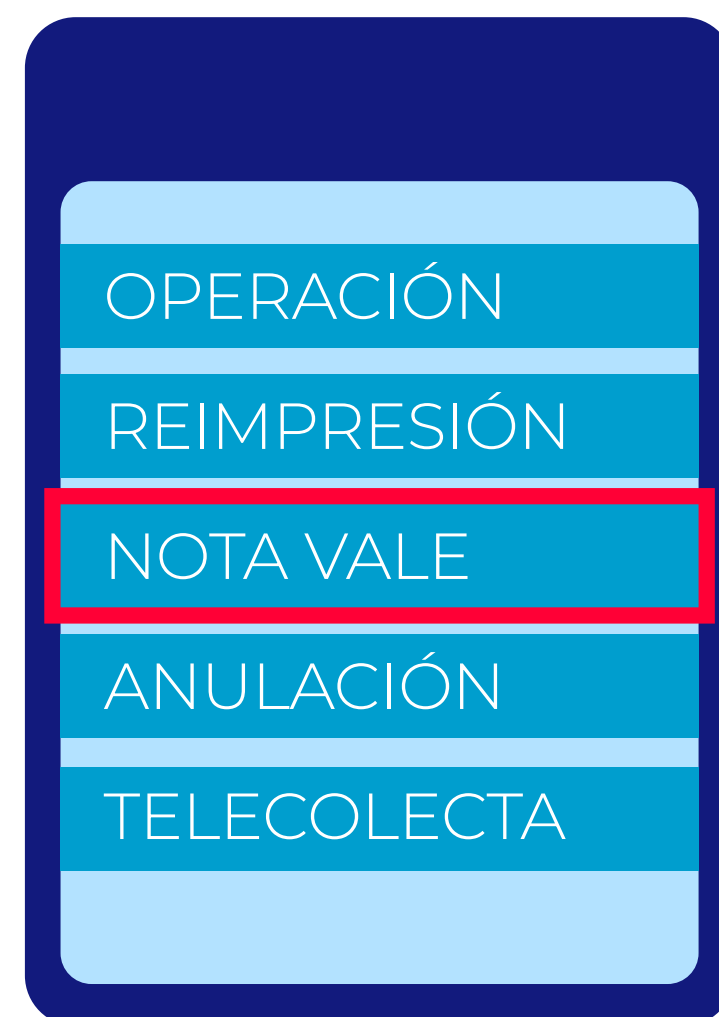 OPERACIÓN
REIMPRESIÓN
NOTA VALE
ANULACIÓN
TELECOLECTA